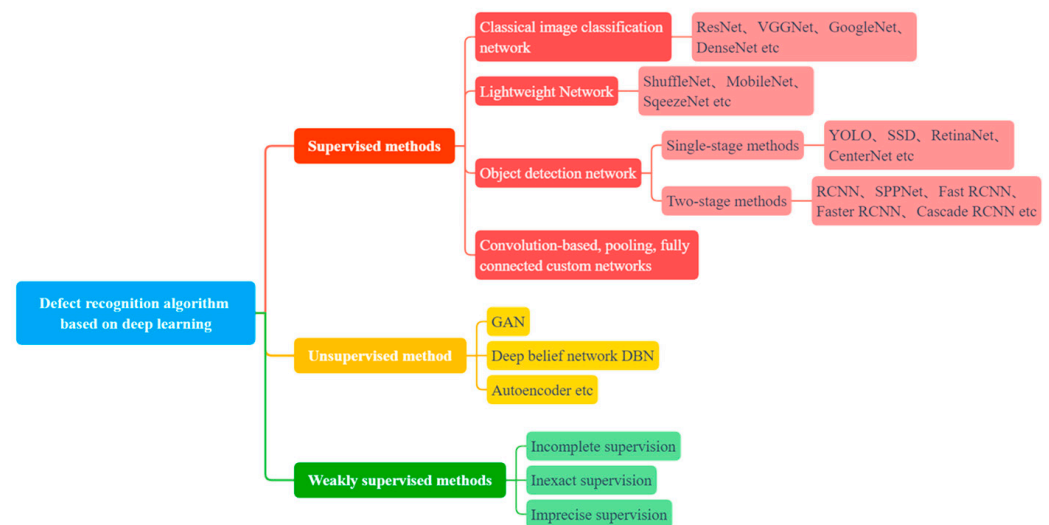 Classical image classification
network
ResNet、VGGNet、GoogleNet、
DenseNet etc
Lightweight Network
ShuffleNet、MobileNet、
SqeezeNet etc
Supervised methods
Object detection network
Single-stage methods
YOLO、SSD、RetinaNet、
CenterNet etc
Two-stage methods
RCNN、SPPNet、Fast RCNN、
Faster RCNN、Cascade RCNN etc
Convolution-based, pooling, fully
connected custom networks
Defect recognition algorithm
based on deep learning
Unsupervised method
GAN
Deep belief network DBN
Autoencoder etc
Weakly supervised methods
Incomplete supervision
Inexact supervision
Imprecise supervision